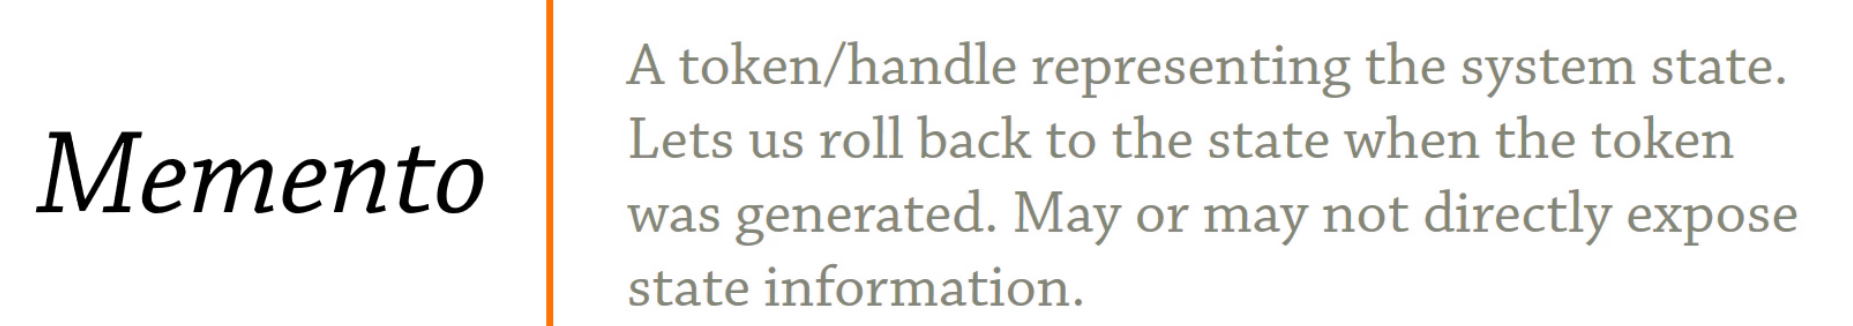 Memento
A token/handle representing the system state.
Lets us roll back to the state when the token
was generated. May or may not directly expose
state information.